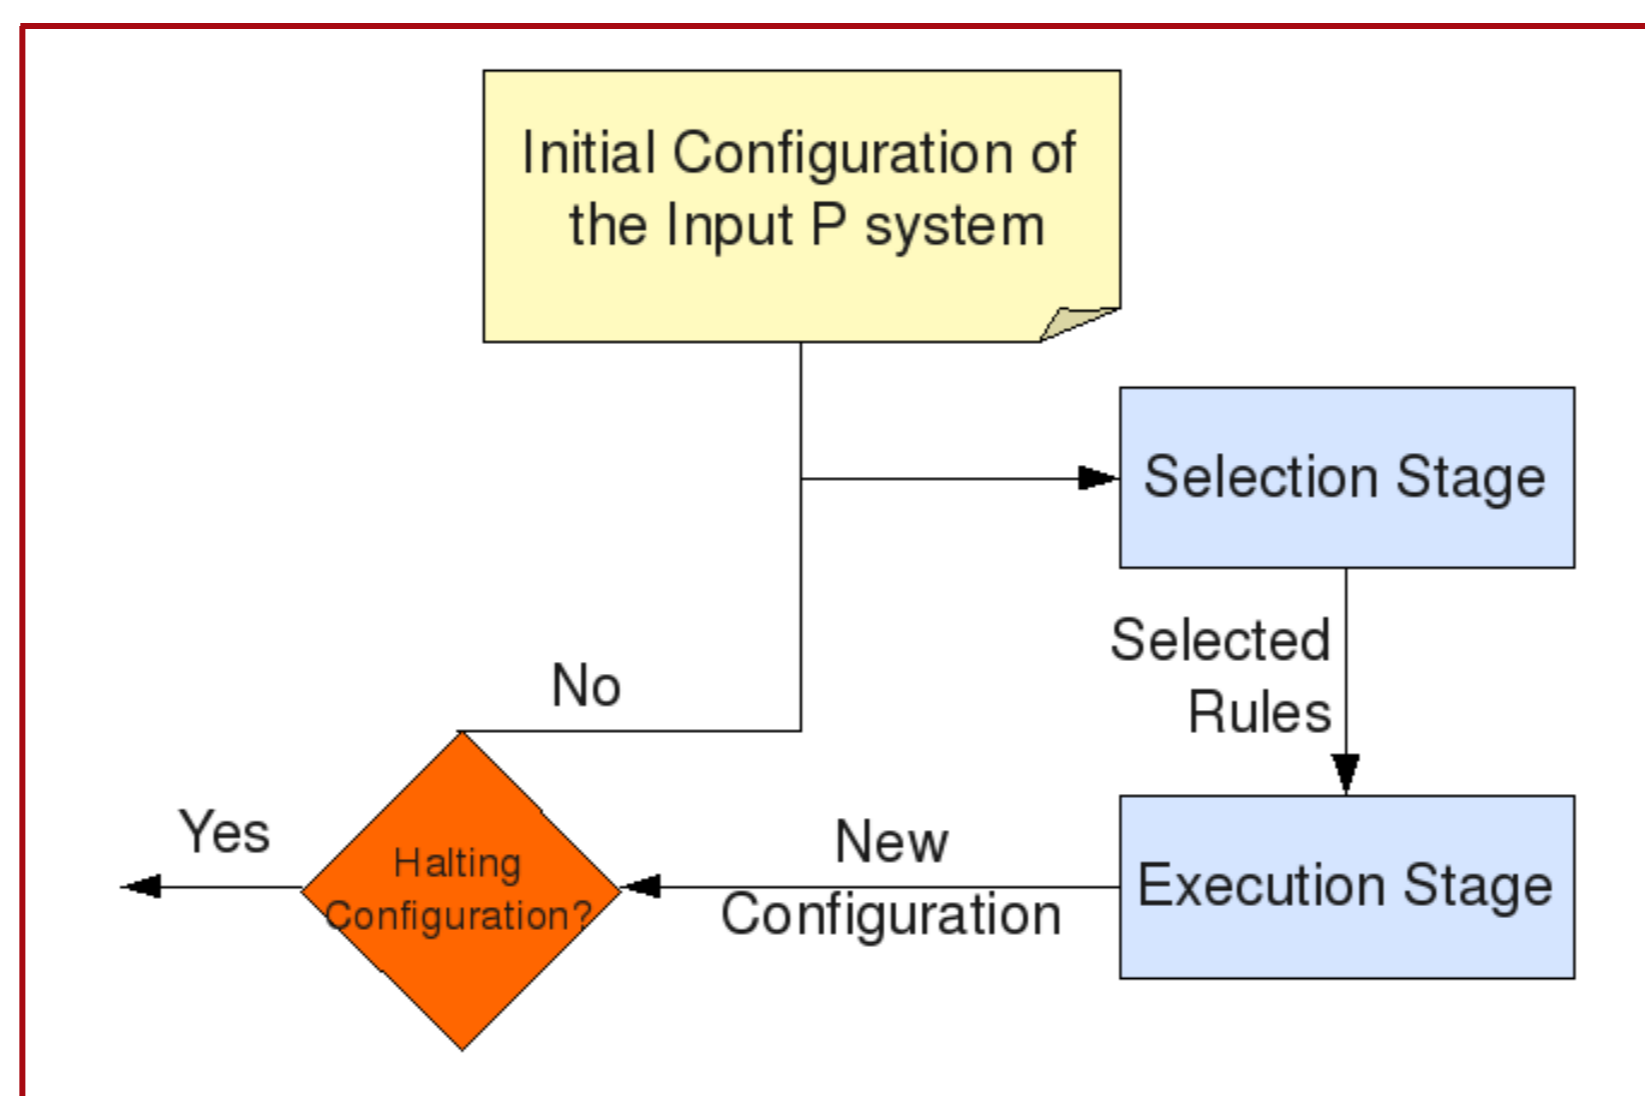 Initial Configuration of
the Input P system
Selection Stage
Selected
Rules
No
Yes
Halting
Configuration?
New
Configuration
Execution Stage